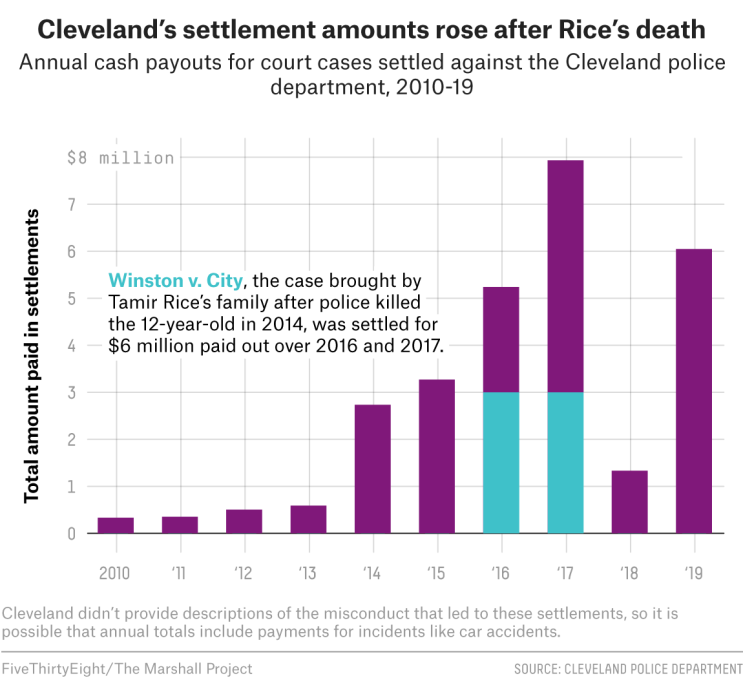 Cleveland’s settlement amounts rose after Rice’s death
Annual cash payouts for court cases settled against the Cleveland police
department, 2010-19
Total amount paid in settlements
$8 million
7
6
5
4
3
2
1
0
Winston v. City, the case brought by
Tamir Rice’s family after police killed
the 12-year-old in 2014, was settled for
$6 million paid out over 2016 and 2017.
2010 ‘11 ‘12 ‘13 ‘14 ‘15 ‘16 ‘17 ‘18 ‘19
Cleveland didn’t provide descriptions of the misconduct that led to these settlements, so it is
possible that annual totals include payments for incidents like car accidents.
FiveThirtyEight/The Marshall Project SOURCE: CLEVELAND POLICE DEPARTMENT